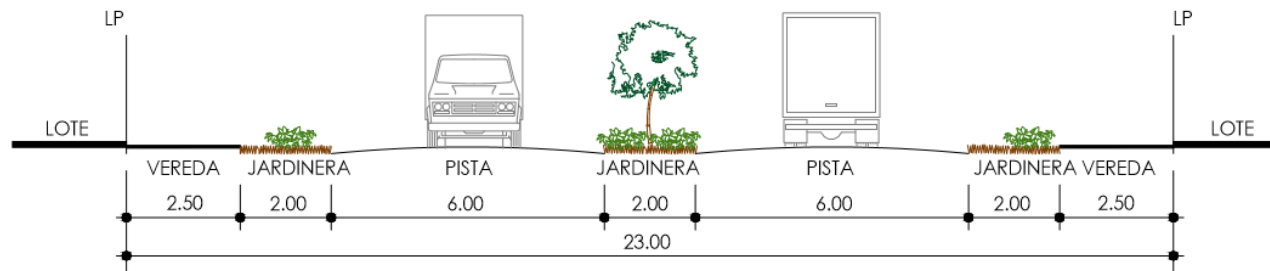 LP LP
LOTE LOTE
VEREDA JARDINERA PISTA JARDINERA PISTA JARDINERA VEREDA
2.50 2.00 6.00 2.00 6.00 2.00 2.50
23.00